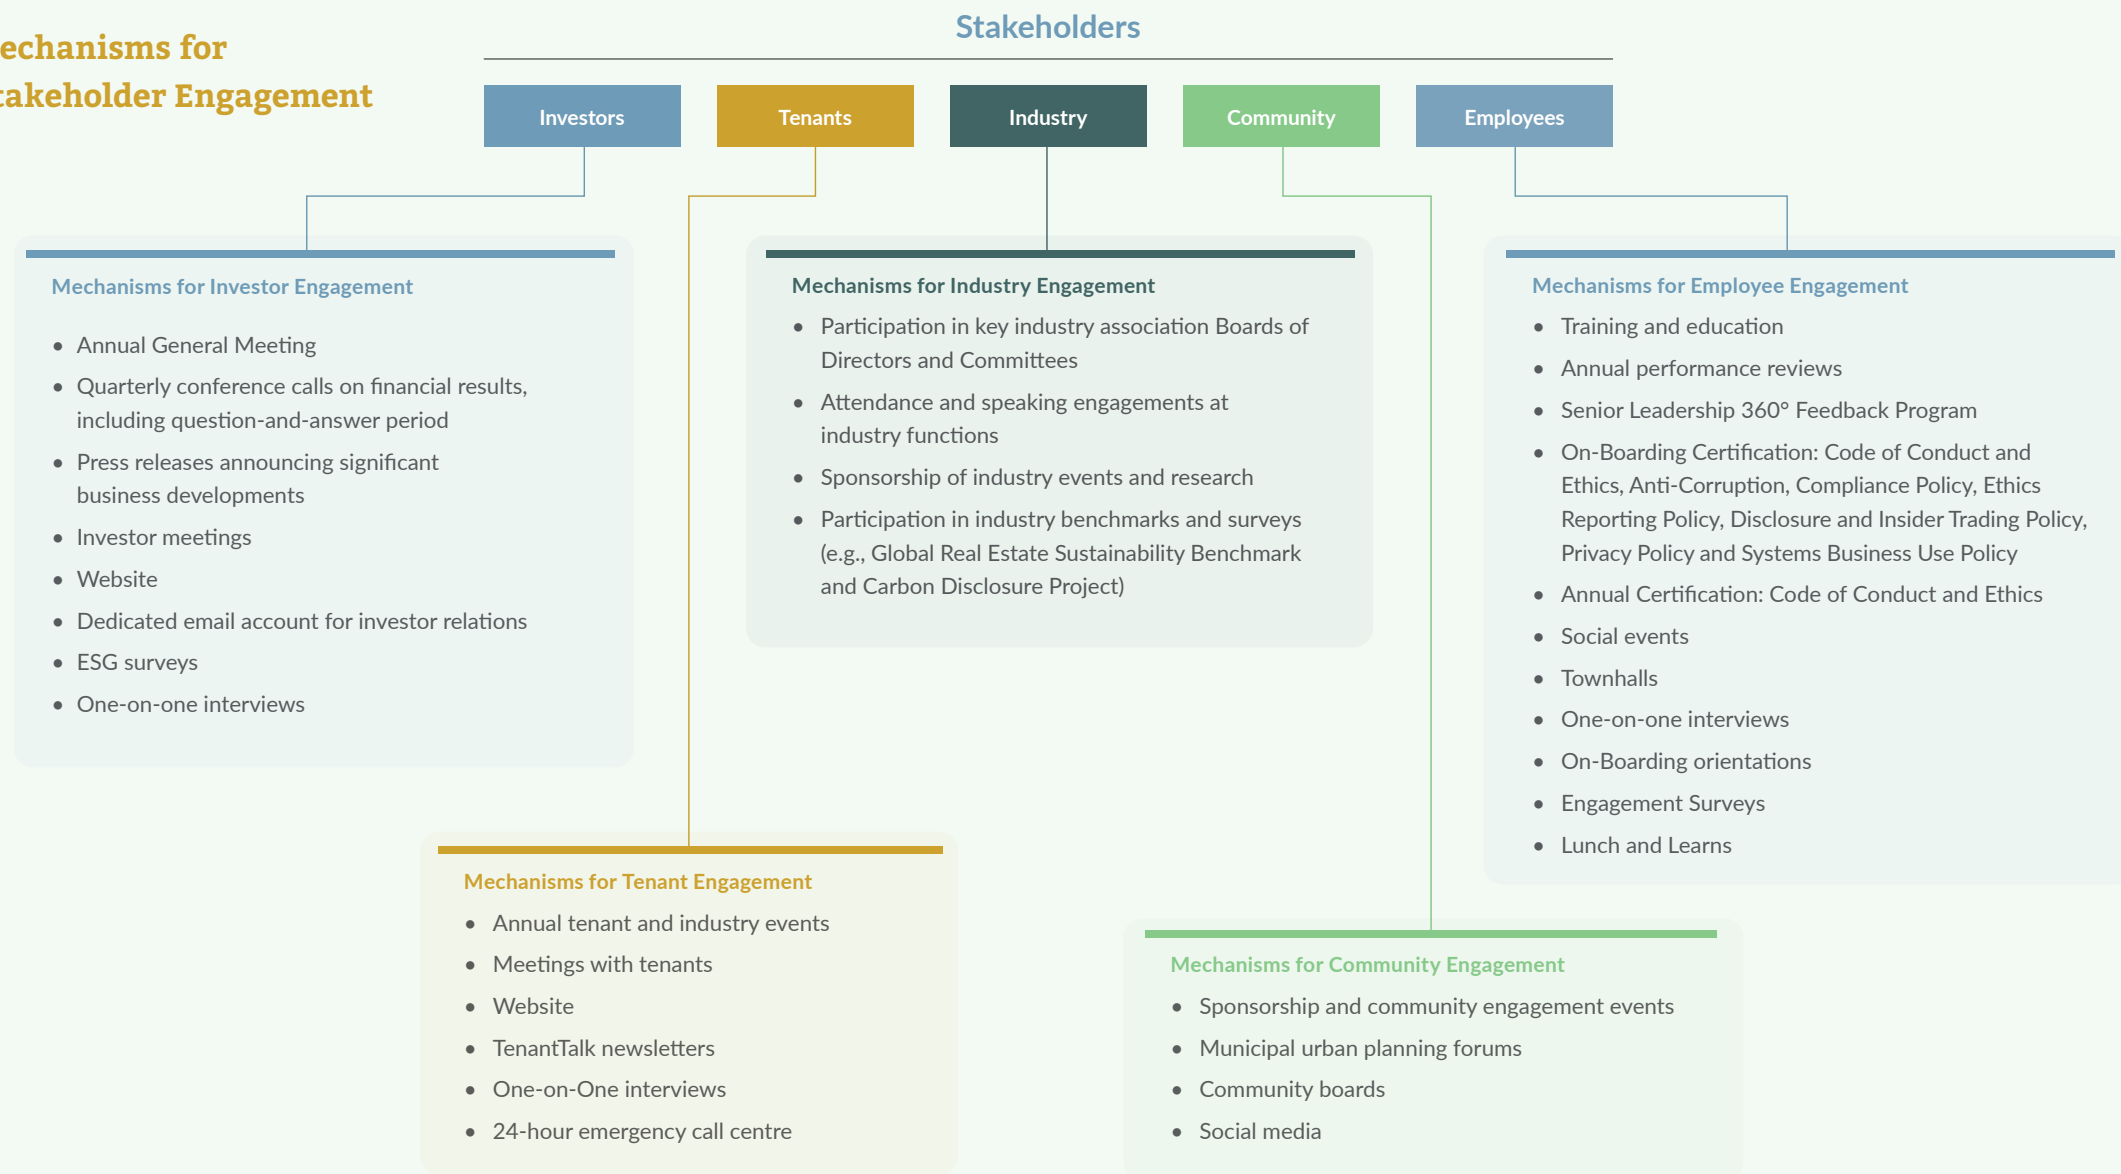 echanisms for
takeholder Engagement
Stakeholders
Investors
Tenants
Industry
Community
Employees
Mechanisms for Investor Engagement
• Annual General Meeting
• Quarterly conference calls on financial results,
including question-and-answer period
• Press releases announcing significant
business developments
• Investor meetings
• Website
• Dedicated email account for investor relations
• ESG surveys
• One-on-one interviews
Mechanisms for Industry Engagement
• Participation in key industry association Boards of
Directors and Committees
• Attendance and speaking engagements at
industry functions
• Sponsorship of industry events and research
• Participation in industry benchmarks and surveys
(e.g., Global Real Estate Sustainability Benchmark
and Carbon Disclosure Project)
Mechanisms for Employee Engagement
• Training and education
• Annual performance reviews
• Senior Leadership 360° Feedback Program
• On-Boarding Certification: Code of Conduct and
Ethics, Anti-Corruption, Compliance Policy, Ethics
Reporting Policy, Disclosure and Insider Trading Policy,
Privacy Policy and Systems Business Use Policy
• Annual Certification: Code of Conduct and Ethics
• Social events
• Townhalls
• One-on-one interviews
• On-Boarding orientations
• Engagement Surveys
• Lunch and Learns
Mechanisms for Tenant Engagement
• Annual tenant and industry events
• Meetings with tenants
• Website
• TenantTalk newsletters
• One-on-One interviews
• 24-hour emergency call centre
Mechanisms for Community Engagement
• Sponsorship and community engagement events
• Municipal urban planning forums
• Community boards
• Social media